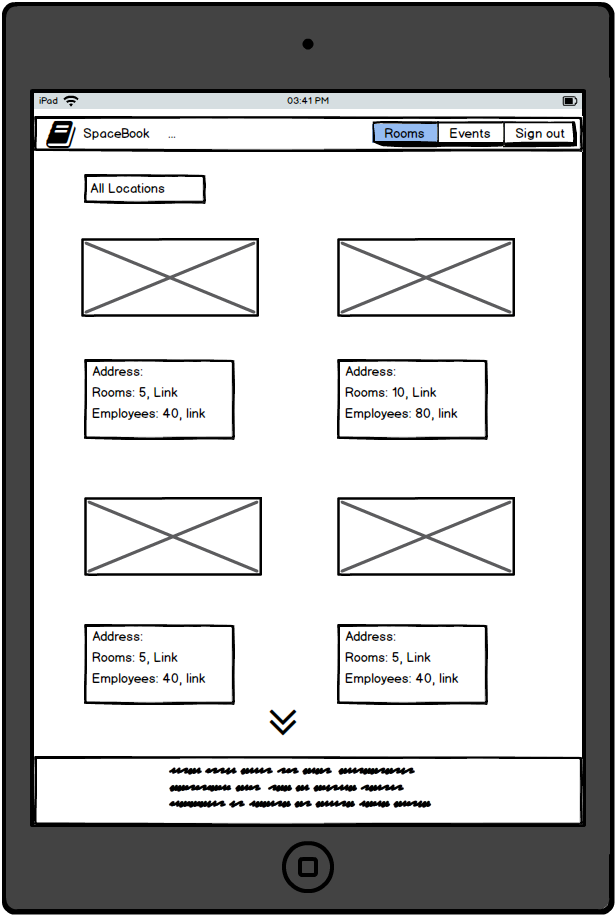 iPad 03:41 PM
SpaceBook ... Rooms Events Sign out
All Locations
Address:
Rooms: 5, Link
Employees: 40, link
Address:
Rooms: 10, Link
Employees: 80, link
Address:
Rooms: 5, Link
Employees: 40, link
Address:
Rooms: 5, Link
Employees: 40, link